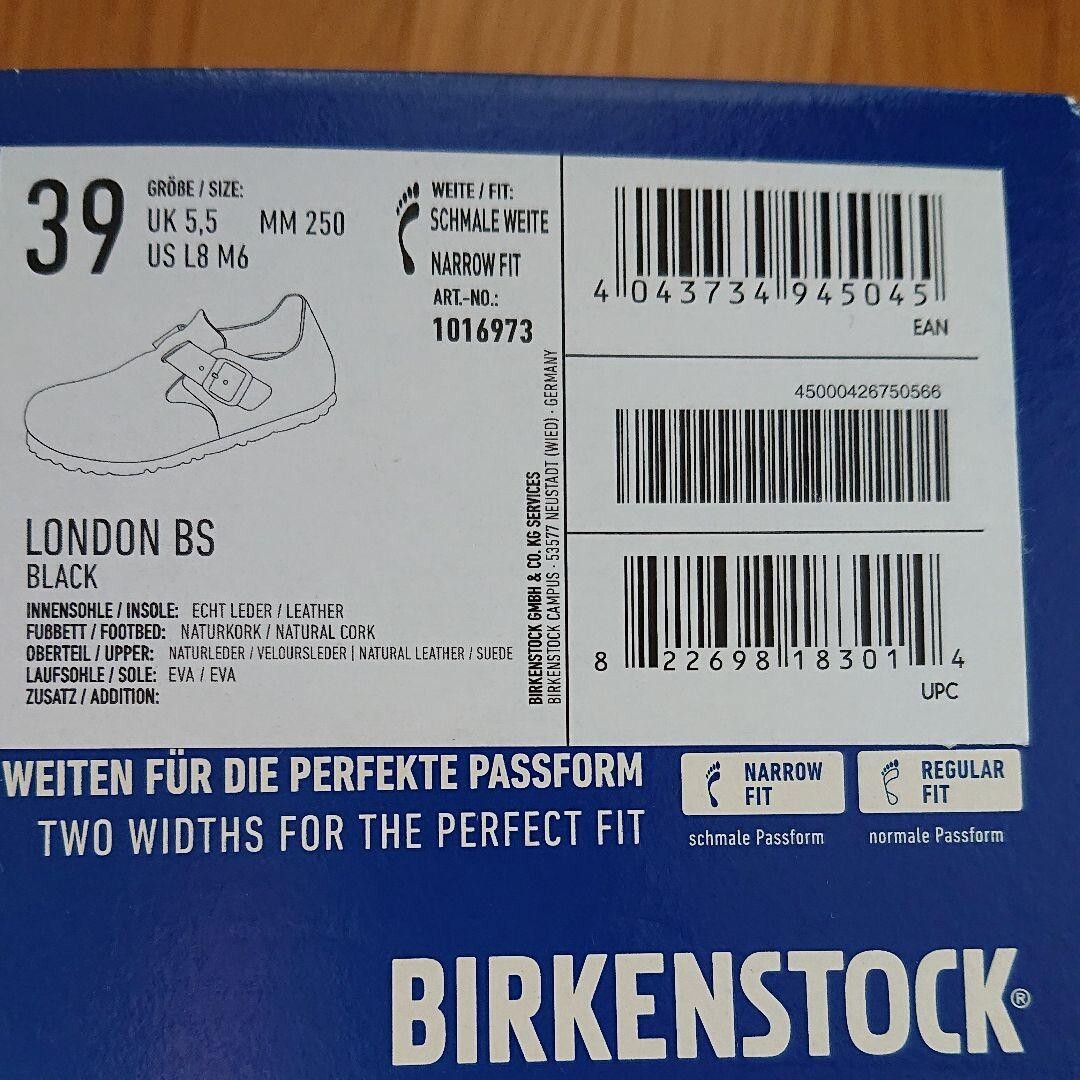 39
GRÖßE / SIZE:
UK 5,5 MM 250
US L8 M6
WEITE / FIT:
SCHMALE WEITE
NARROW FIT
ART.-NO.:
1016973
LONDON BS
BLACK
INNENSOHLE / INSOLE: ECHT LEDER / LEATHER
FUßBETT / FOOTBED: NATURKORK / NATURAL CORK
OBERTEIL / UPPER: NATURLEDER / VELOURSLEDER | NATURAL LEATHER / SUEDE
LAUFSOHLE / SOLE: EVA / EVA
ZUSATZ / ADDITION:
BIRKENSTOCK GMBH & CO. KG SERVICES
BIRKENSTOCK CAMPUS · 53577 NEUSTADT (WIED) · GERMANY
4 043734 945045
EAN
45000426750566
8 22698 18301 4
UPC
WEITEN FÜR DIE PERFEKTE PASSFORM
TWO WIDTHS FOR THE PERFECT FIT
NARROW
FIT
schmale Passform
REGULAR
FIT
normale Passform
BIRKENSTOCK®